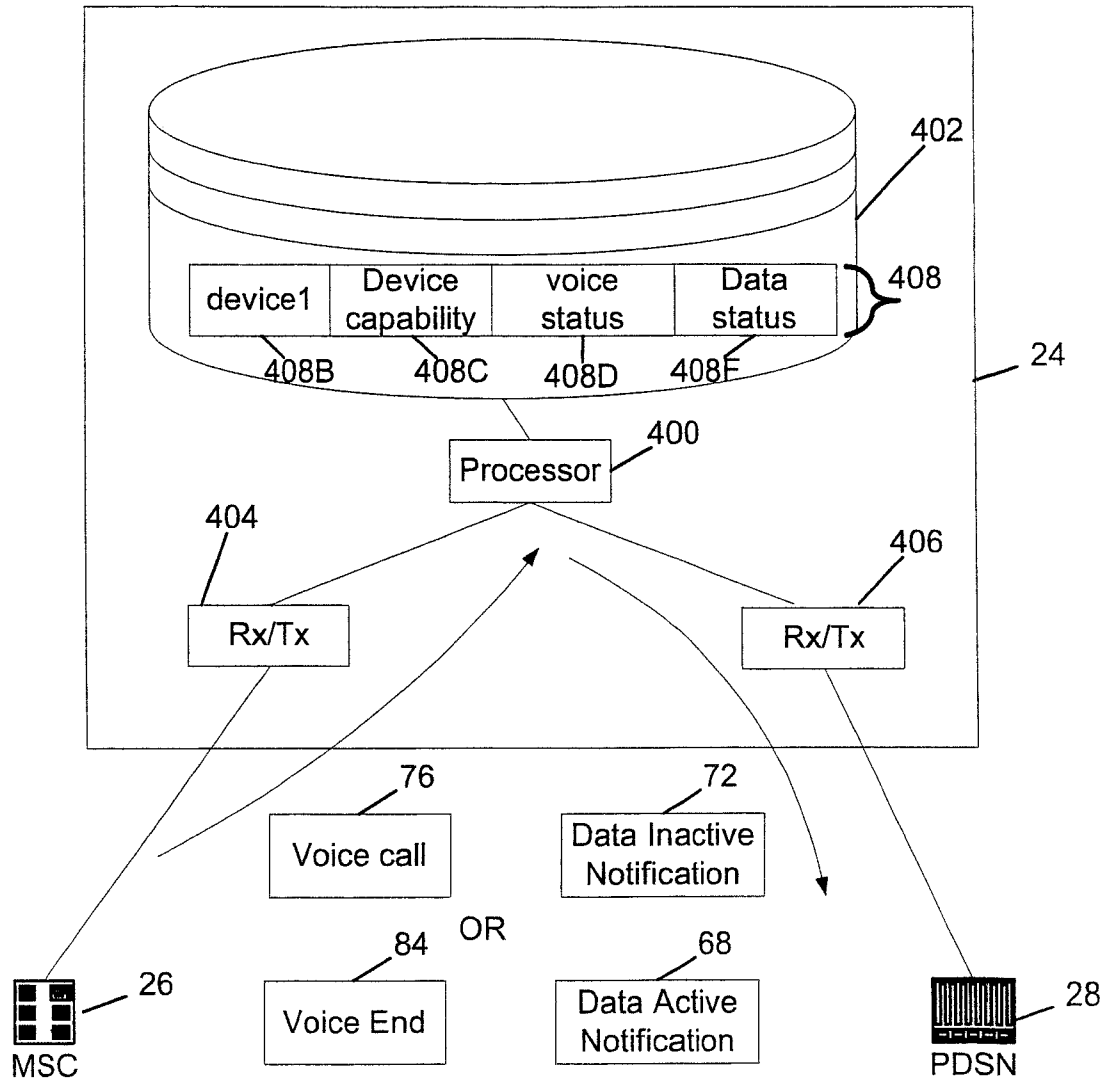 402
device1
Device
capability
voice
status
Data
status
408
408B
408C
408D
408F
24
400
Processor
404
406
Rx/Tx
Rx/Tx
76
72
Voice call
Data Inactive
Notification
OR
84
68
26
Voice End
Data Active
Notification
28
MSC
PDSN